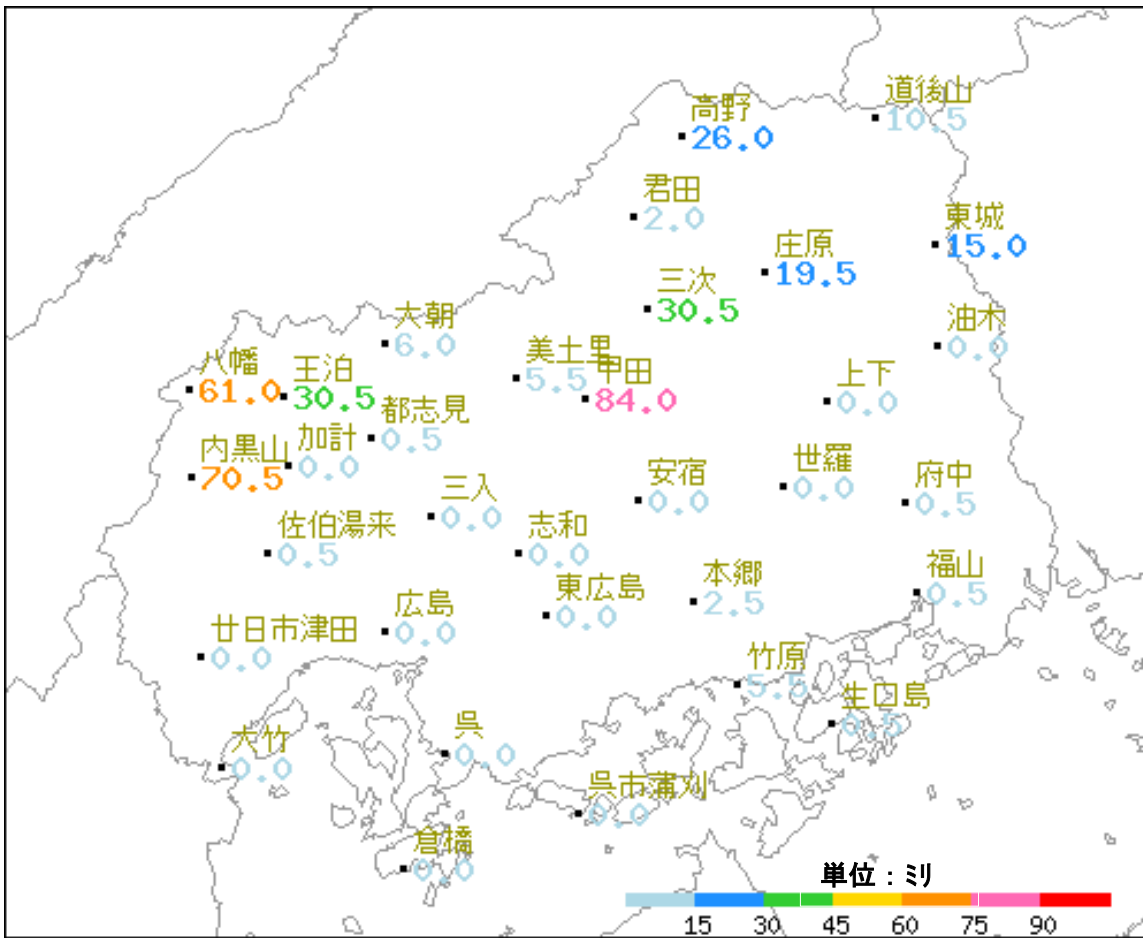 道後山
10.5
高野
26.0
君田
2.0
東城
15.0
庄原
19.5
三次
30.5
大朝
6.0
油木
0.0
美土里
5.5
甲田
84.0
八幡
61.0
王泊
30.5
上下
0.0
都志見
0.5
加計
0.0
内黒山
70.5
安宿
0.0
世羅
0.0
府中
0.5
三入
0.0
佐伯湯来
0.5
志和
0.0
東広島
0.0
本郷
2.5
福山
0.5
広島
0.0
廿日市津田
0.0
竹原
5.5
生口島
0.5
大竹
0.0
呉
0.0
呉市蒲刈
0.0
倉橋
0.0
単位：ミリ
15 30 45 60 75 90